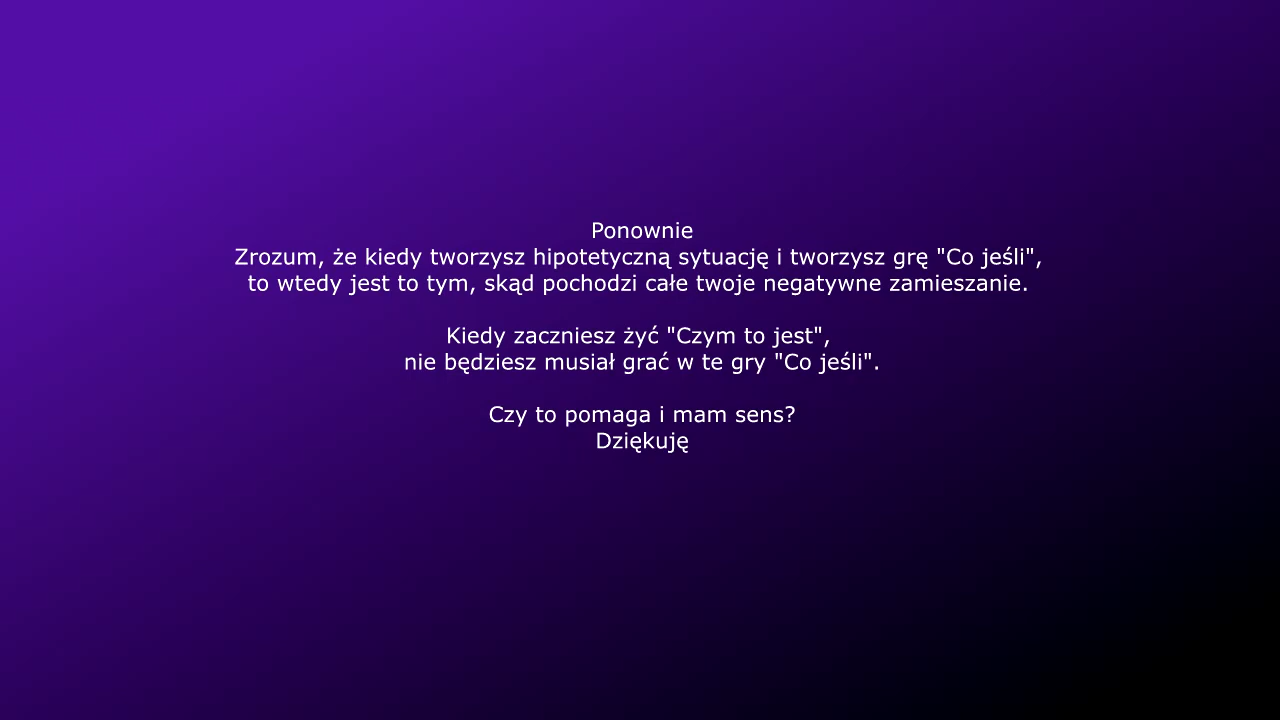 Ponownie
Zrozum, że kiedy tworzysz hipotetyczną sytuację i tworzysz grę "Co jeśli",
to wtedy jest to tym, skąd pochodzi całe twoje negatywne zamieszanie.
Kiedy zaczniesz żyć "Czym to jest",
nie będziesz musiał grać w te gry "Co jeśli".
Czy to pomaga i mam sens?
Dziękuję